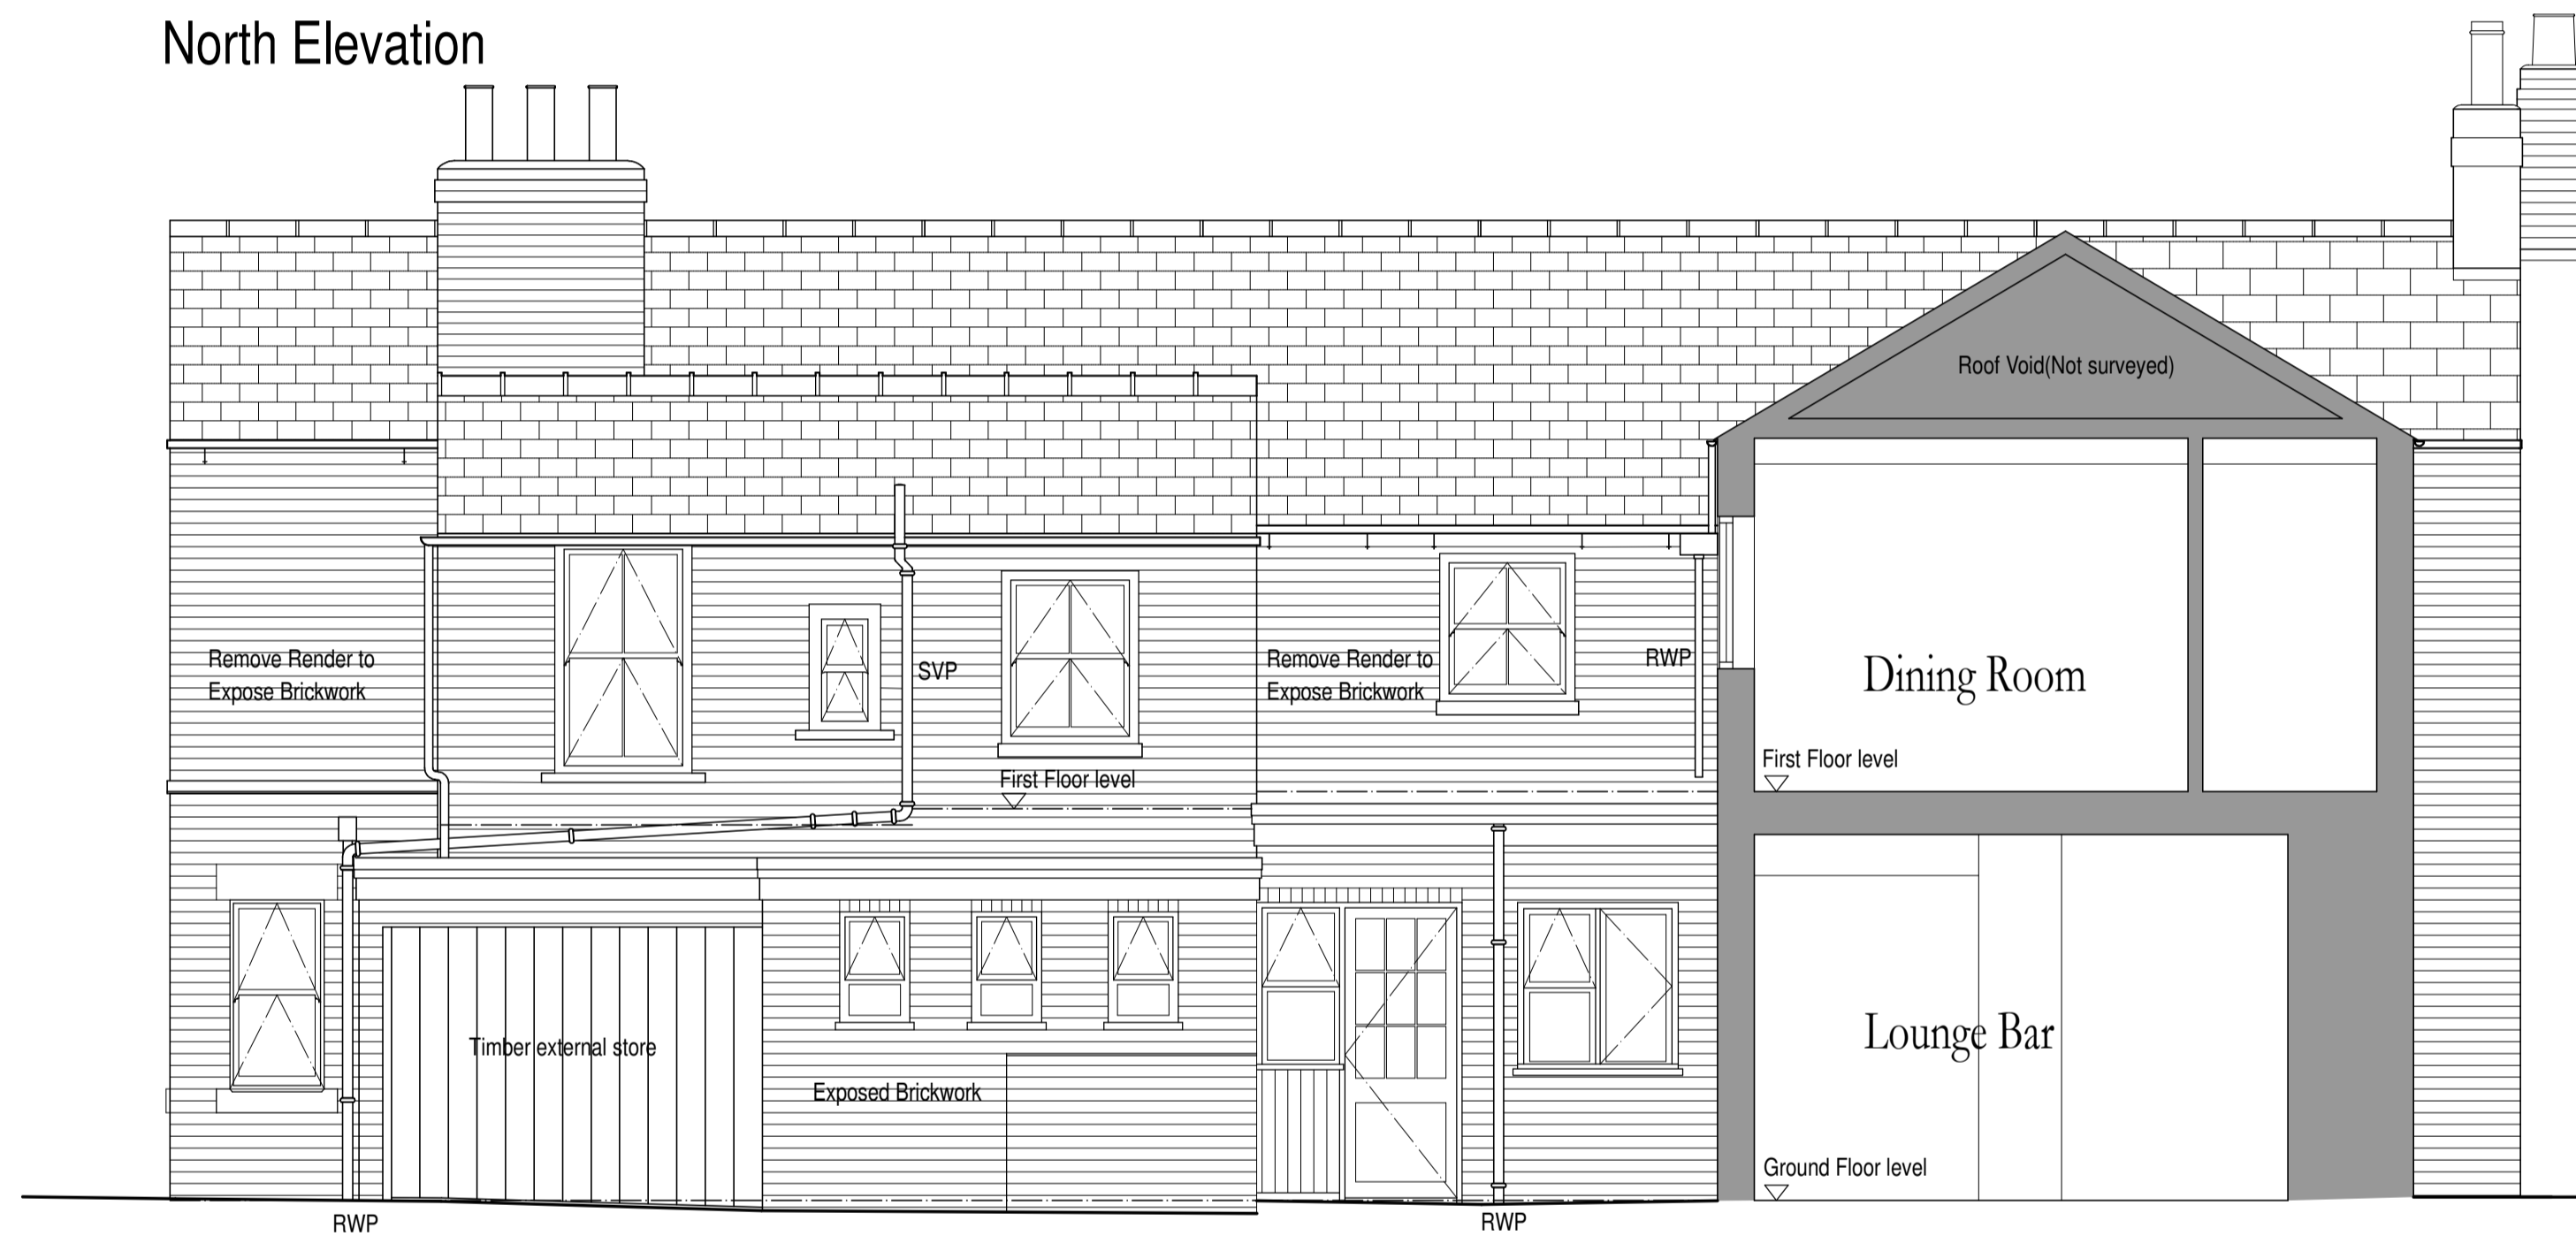 North Elevation
Roof Void(Not surveyed)
Remove Render to
Expose Brickwork
SVP
Remove Render to
Expose Brickwork
RWP
Dining Room
First Floor level
First Floor level
Timber external store
Exposed Brickwork
Lounge Bar
Ground Floor level
RWP
RWP